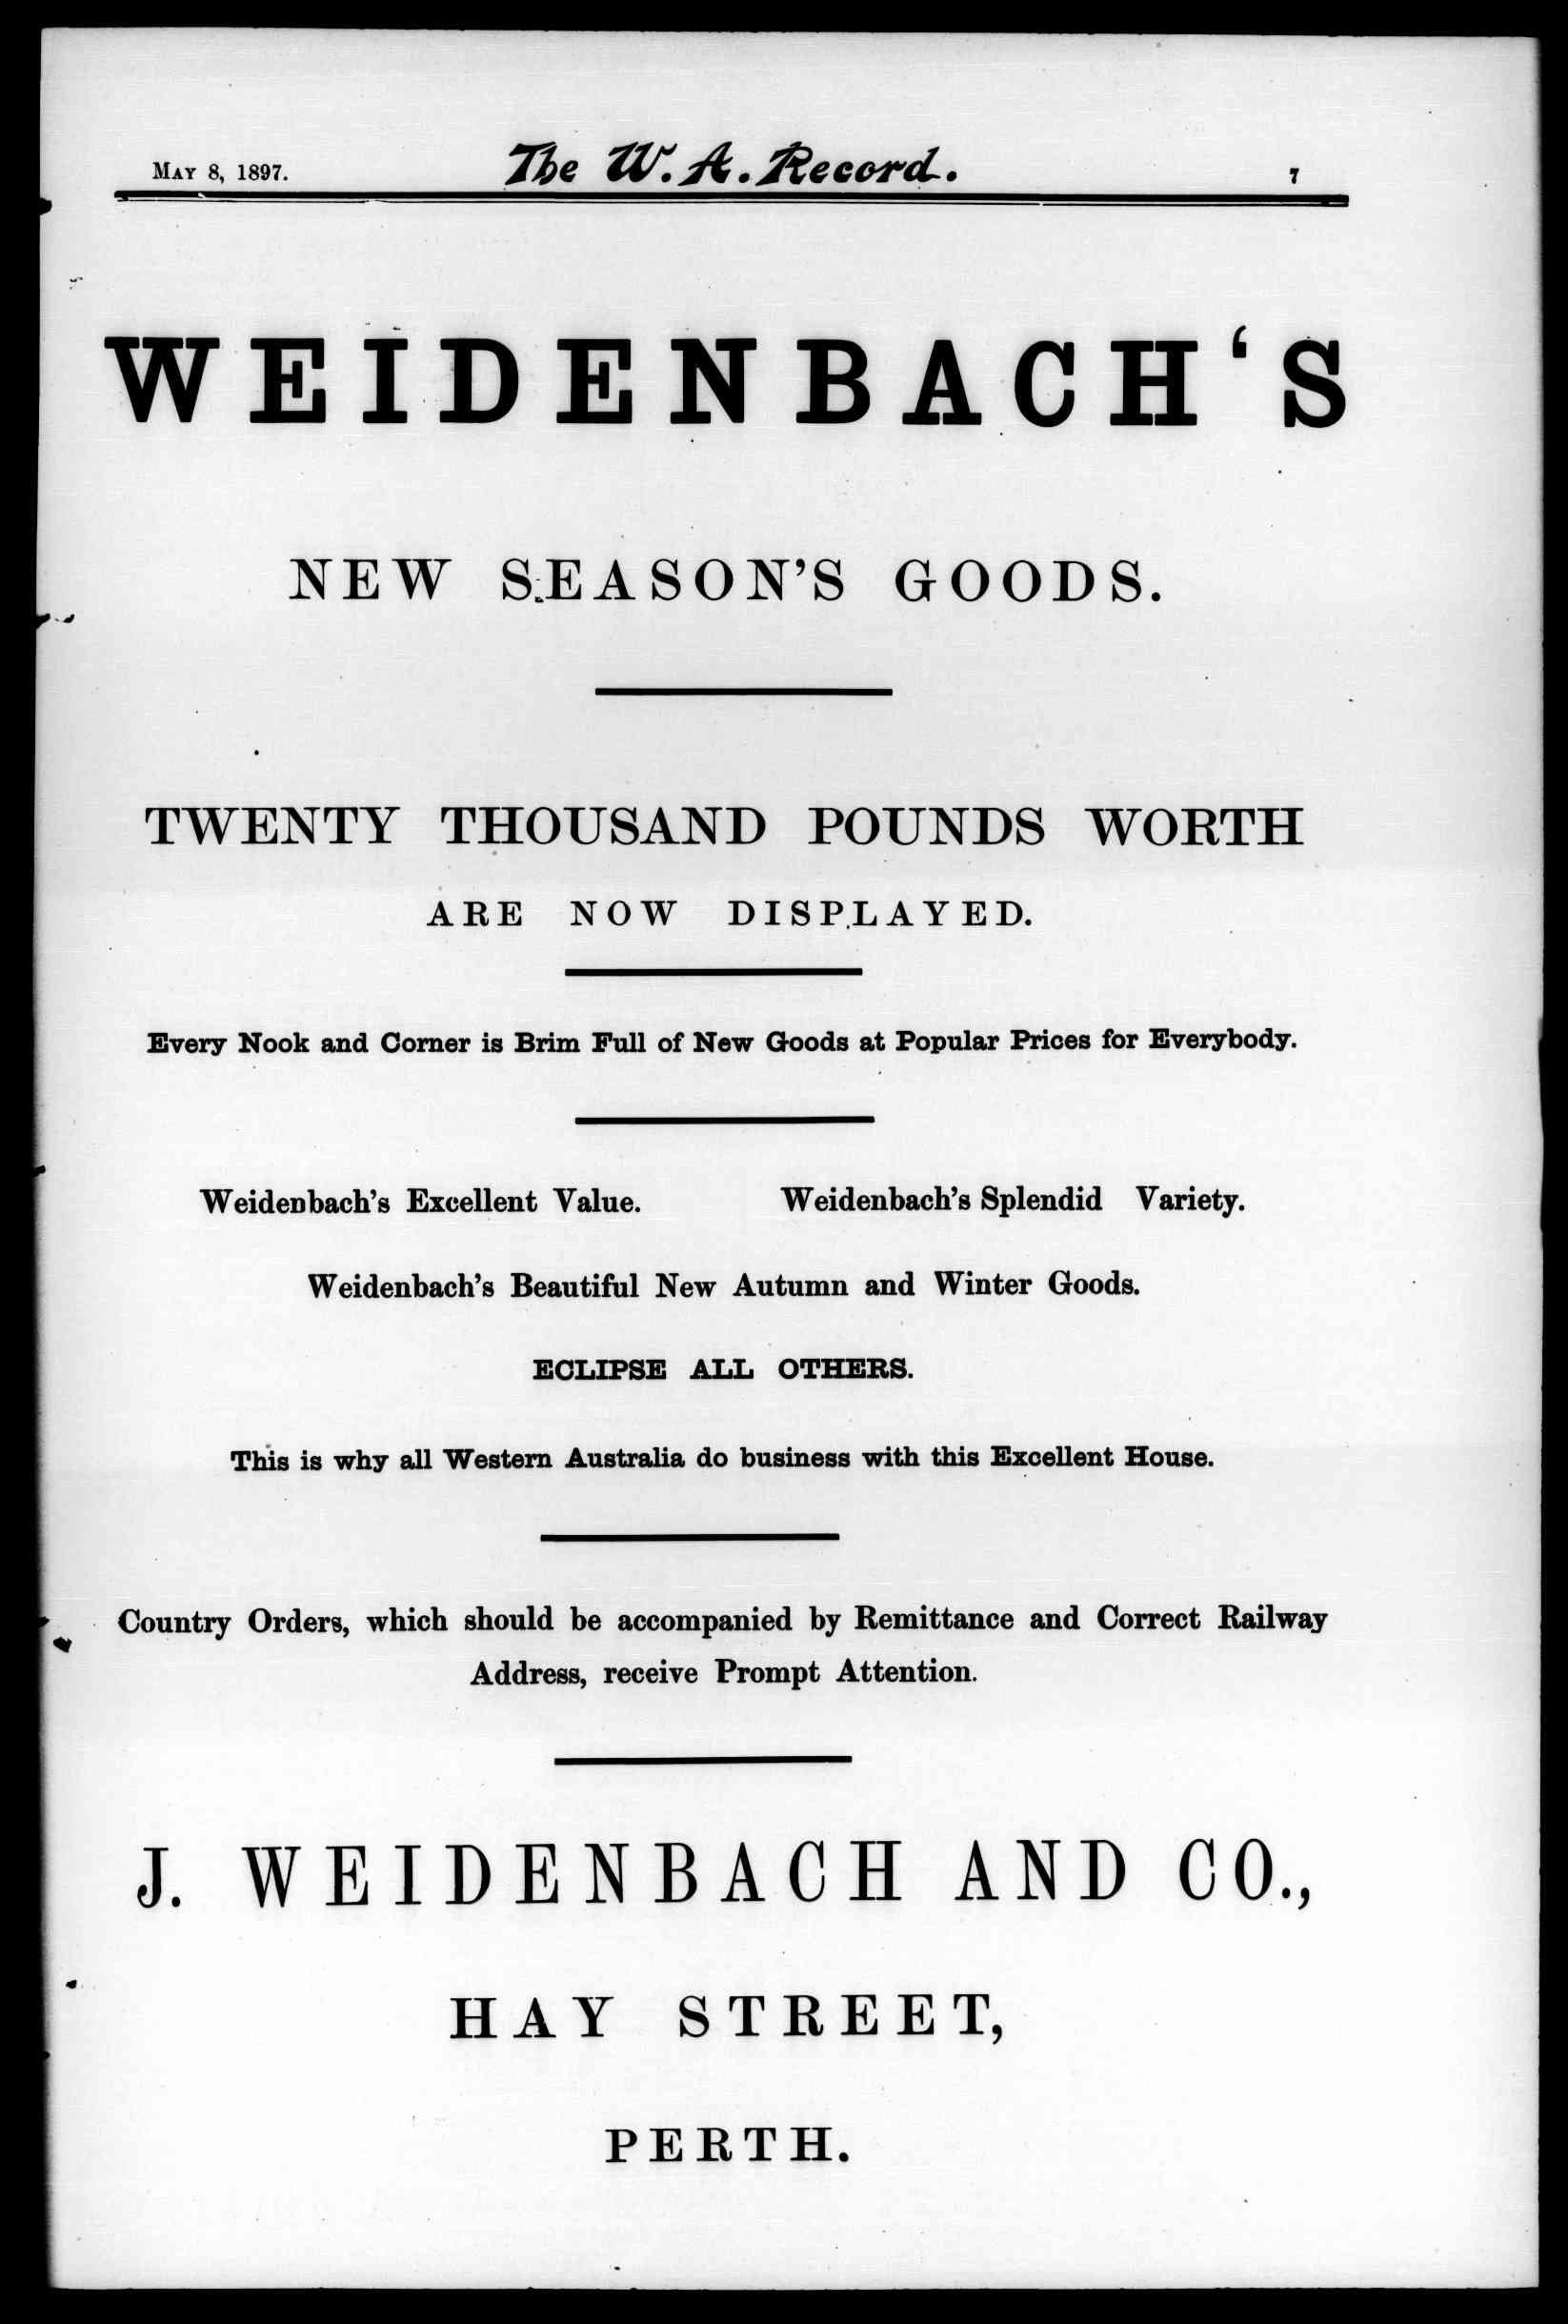 MAY 8, 1897.
The W. A. Record.
7
WEIDENBACH‘S
NEW SEASON’S GOODS.
TWENTY THOUSAND POUNDS WORTH
ARE NOW DISPLAYED.
Every Nook and Corner is Brim Full of New Goods at Popular Prices for Everybody.
Weidenbach’s Excellent Value. Weidenbach’s Splendid Variety.
Weidenbach’s Beautiful New Autumn and Winter Goods.
ECLIPSE ALL OTHERS.
This is why all Western Australia do business with this Excellent House.
Country Orders, which should be accompanied by Remittance and Correct Railway
Address, receive Prompt Attention.
J. WEIDENBACH AND CO.,
HAY STREET,
PERTH.